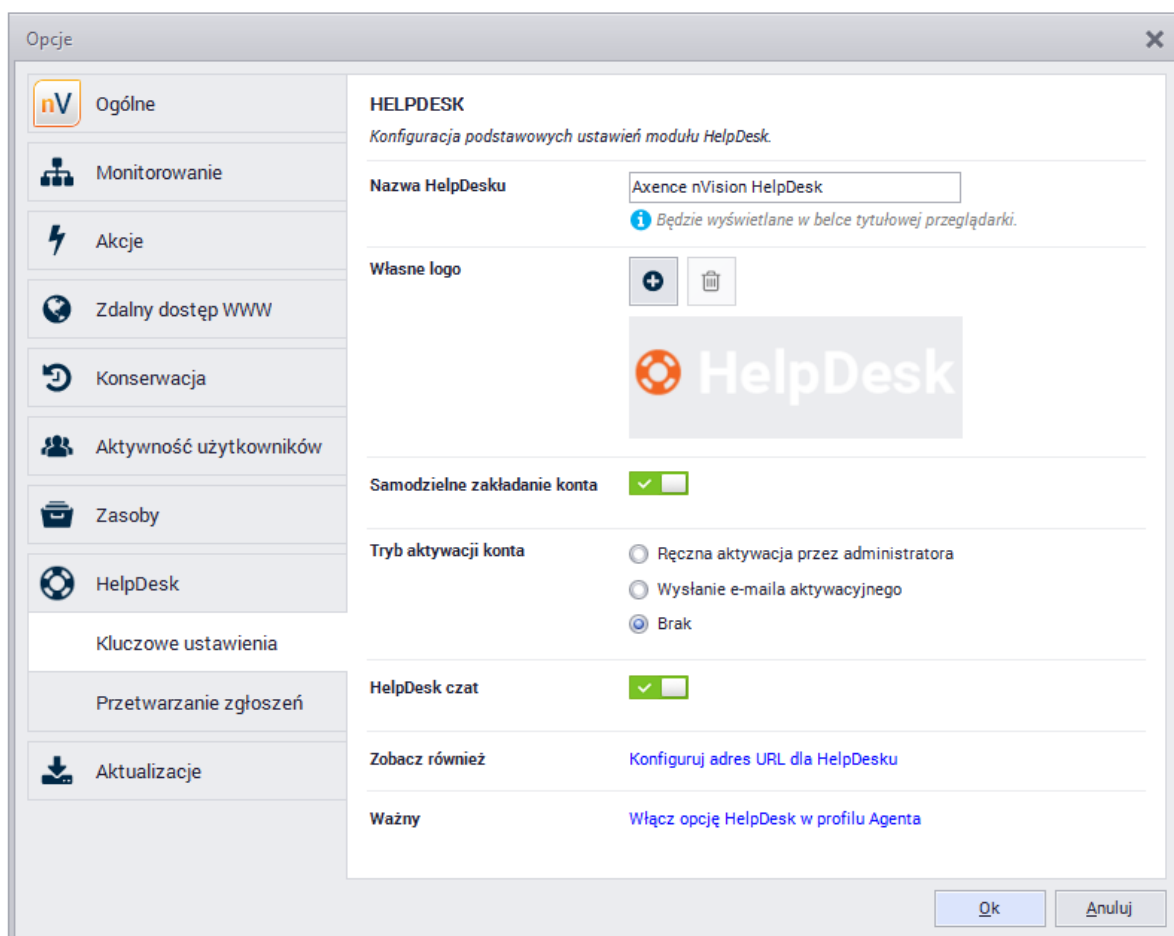 Opcje
nV Ogólne
Monitorowanie
Akcje
Zdalny dostęp WWW
Konserwacja
Aktywność użytkowników
Zasoby
HelpDesk
Kluczowe ustawienia
Przetwarzanie zgłoszeń
Aktualizacje
HELPDESK
Konfiguracja podstawowych ustawień modułu HelpDesk.
Nazwa HelpDesku Axence nVision HelpDesk
Będzie wyświetlane w belce tytułowej przeglądarki.
Własne logo
HelpDesk
Samodzielne zakładanie konta
Tryb aktywacji konta Ręczna aktywacja przez administratora
Wysłanie e-maila aktywacyjnego
Brak
HelpDesk czat
Zobacz również Konfiguruj adres URL dla HelpDesku
Ważny Włącz opcję HelpDesk w profilu Agenta
Ok Anuluj